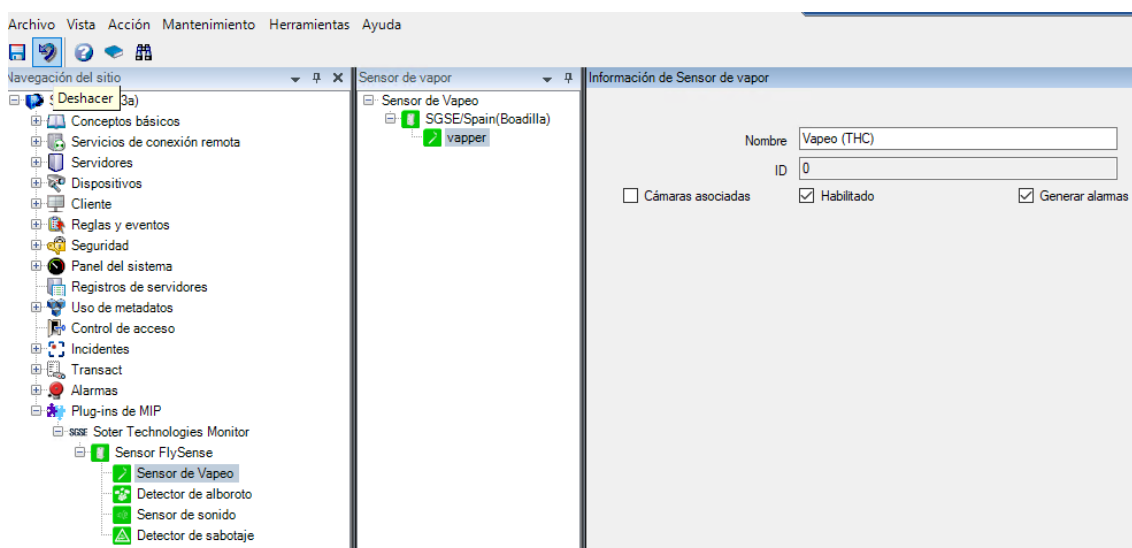 Archivo Vista Acción Mantenimiento Herramientas Ayuda
Navegación del sitio
Sensor de vapor
Información de Sensor de vapor
Deshacer
3a)
Conceptos básicos
Servicios de conexión remota
Servidores
Dispositivos
Cliente
Reglas y eventos
Seguridad
Panel del sistema
Registros de servidores
Uso de metadatos
Control de acceso
Incidentes
Transact
Alarmas
Plug-ins de MIP
SGSE Soter Technologies Monitor
Sensor FlySense
Sensor de Vapeo
Detector de alboroto
Sensor de sonido
Detector de sabotaje
Sensor de Vapeo
SGSE/Spain(Boadilla)
vapper
Nombre Vapeo (THC)
ID 0
Cámaras asociadas Habilitado Generar alarmas